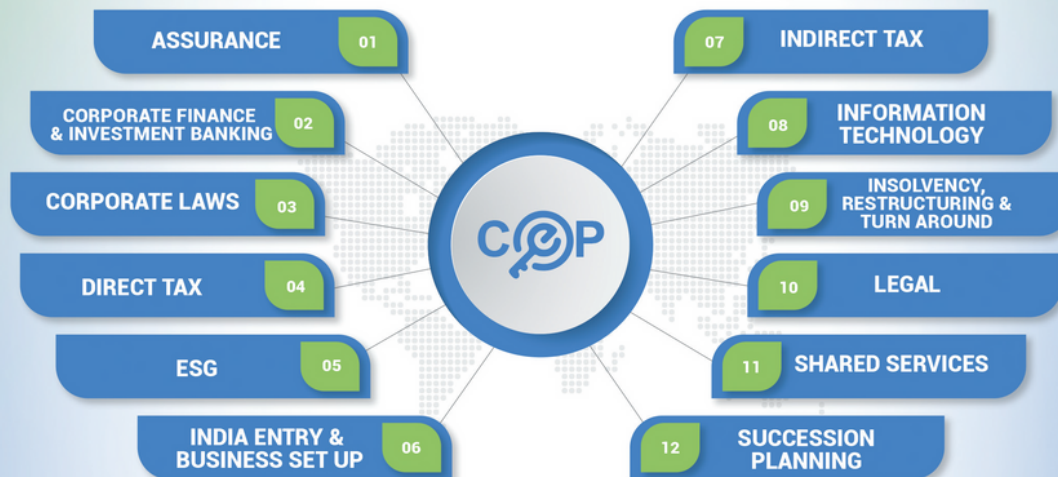 ASSURANCE 01
CORPORATE FINANCE
& INVESTMENT BANKING 02
CORPORATE LAWS 03
DIRECT TAX 04
ESG 05
INDIA ENTRY &
BUSINESS SET UP 06
CeP
07 INDIRECT TAX
08 INFORMATION
TECHNOLOGY
09 INSOLVENCY,
RESTRUCTURING &
TURN AROUND
10 LEGAL
11 SHARED SERVICES
12 SUCCESSION
PLANNING